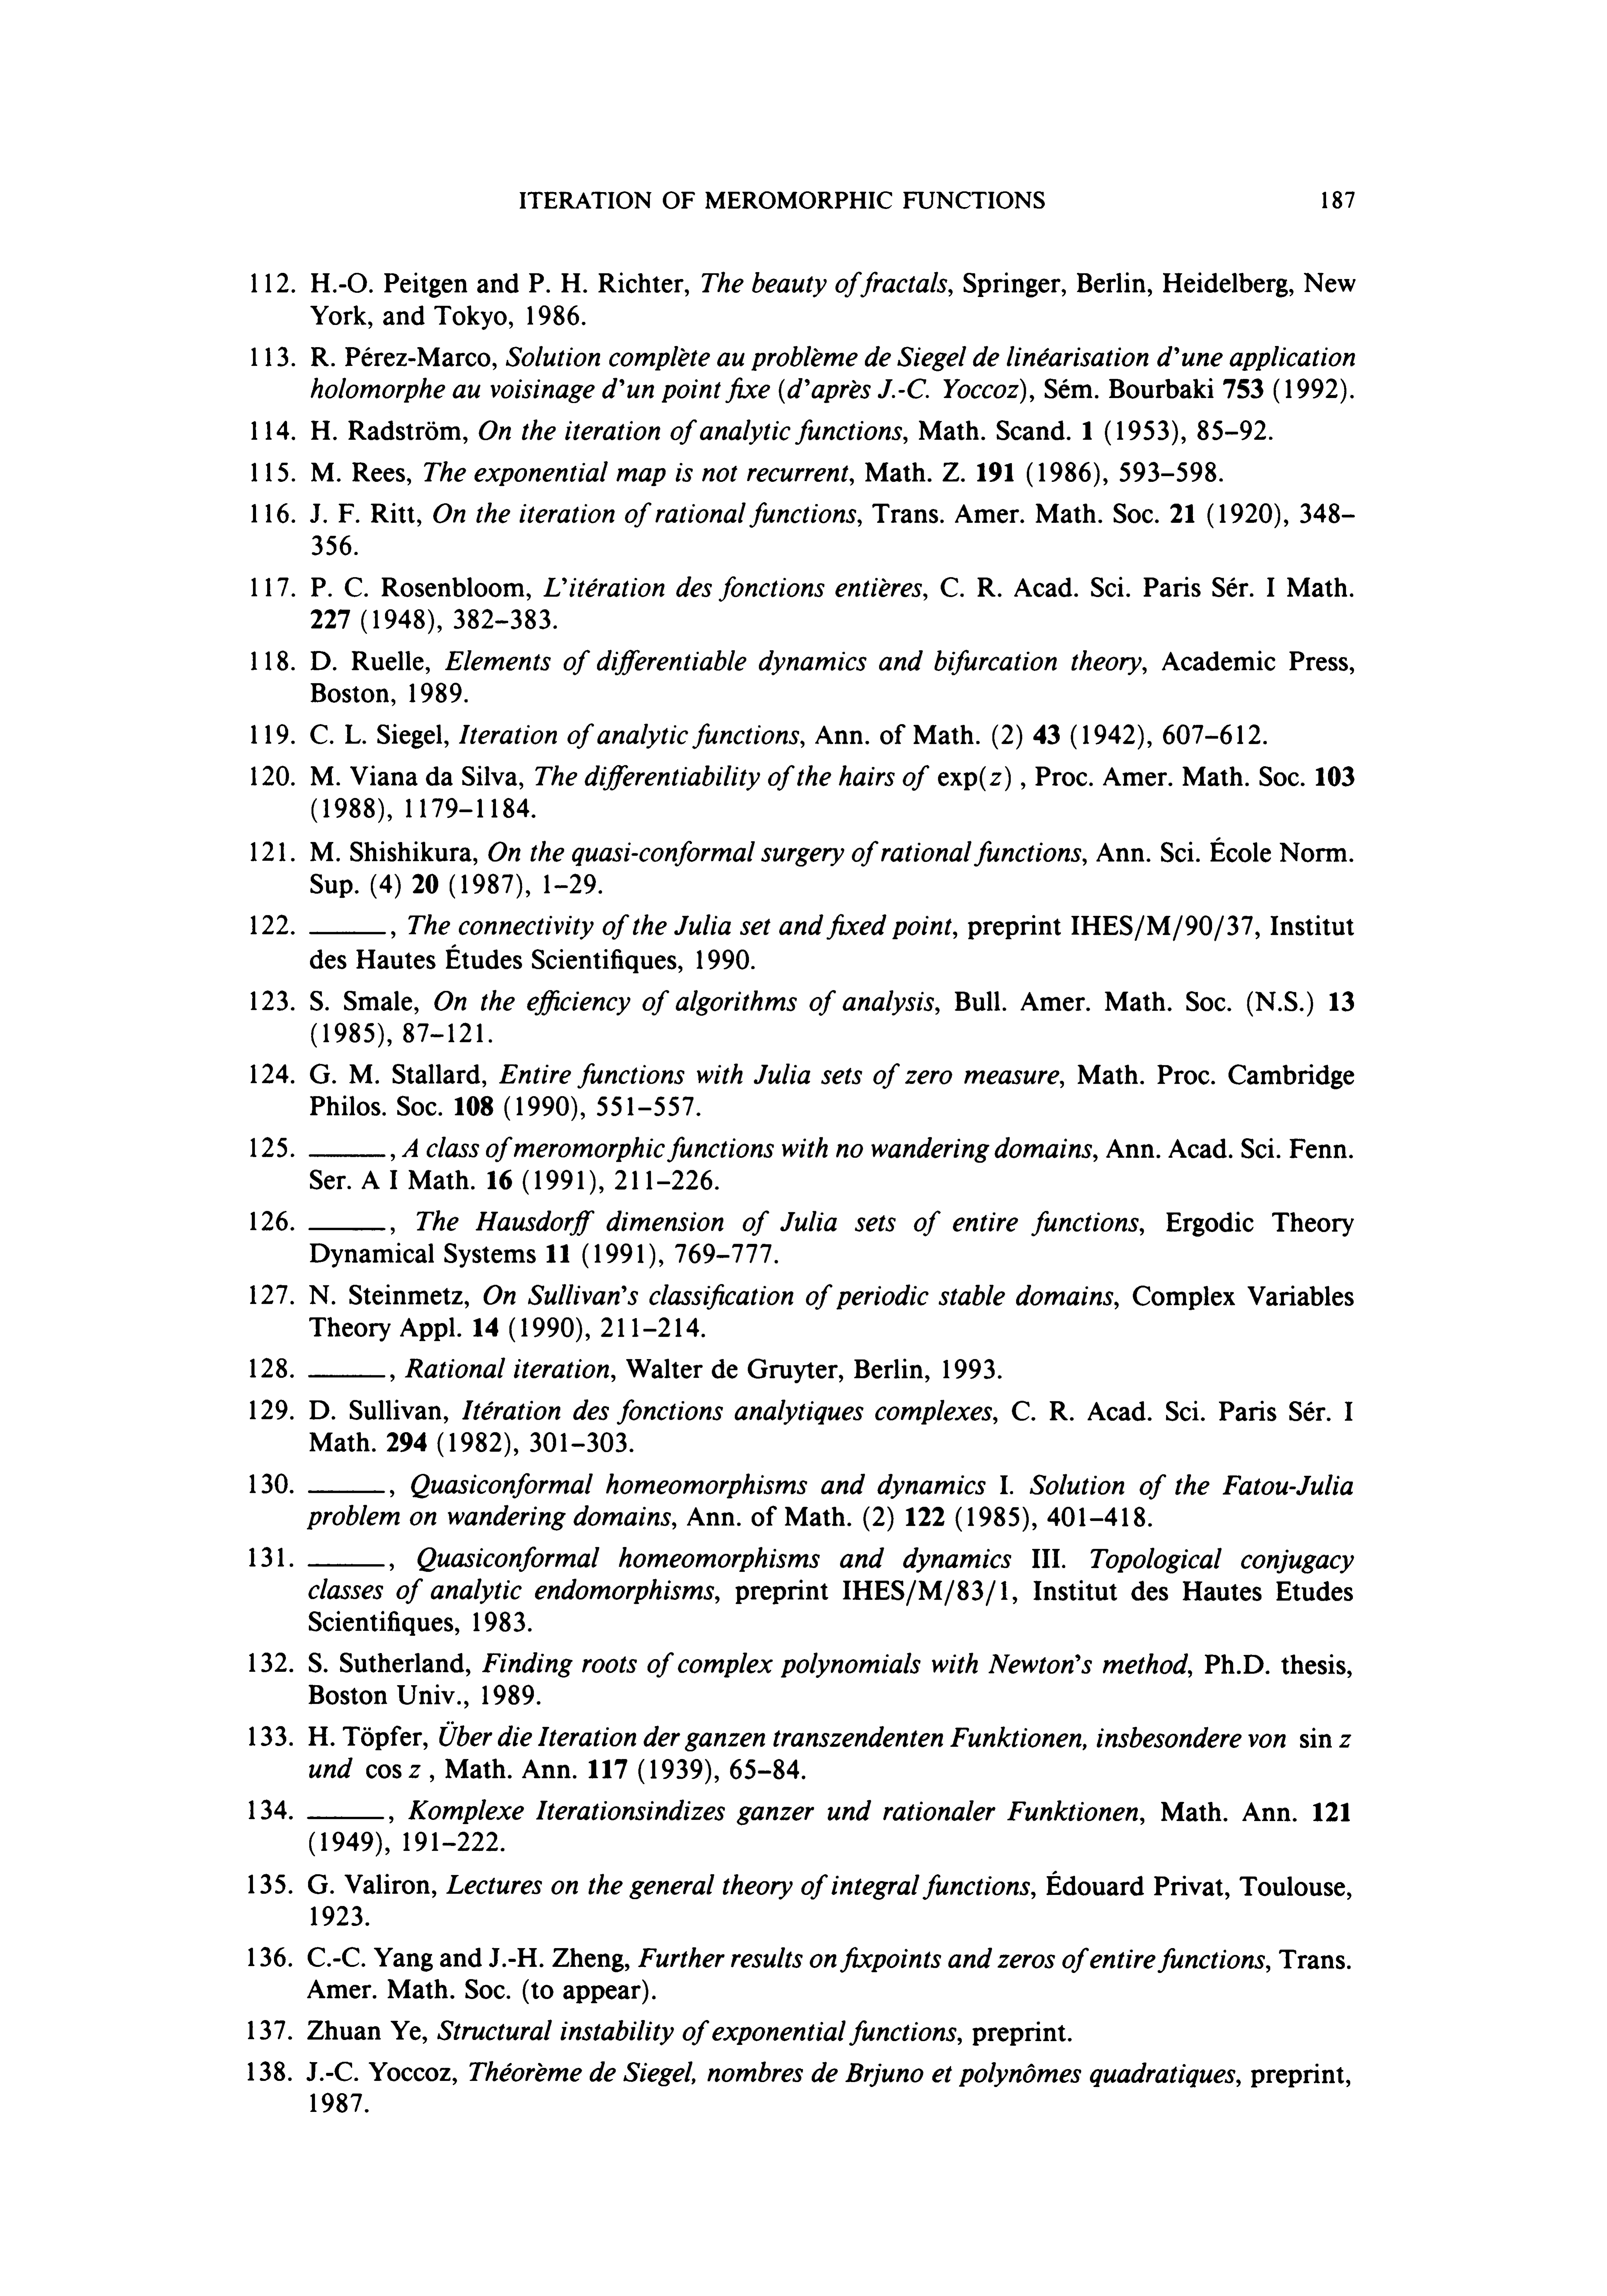 ITERATION OF MEROMORPHIC FUNCTIONS 187
112. H.-O. Peitgen and P. H. Richter, The beauty of fractals, Springer, Berlin, Heidelberg, New
York, and Tokyo, 1986.
113. R. Pérez-Marco, Solution complète au problème de Siegel de linéarisation d'une application
holomorphe au voisinage d'un point fixe (d'après J.-C. Yoccoz), Sém. Bourbaki 753 (1992).
114. H. Radström, On the iteration of analytic functions, Math. Scand. 1 (1953), 85–92.
115. M. Rees, The exponential map is not recurrent, Math. Z. 191 (1986), 593–598.
116. J. F. Ritt, On the iteration of rational functions, Trans. Amer. Math. Soc. 21 (1920), 348–
356.
117. P. C. Rosenbloom, L'itération des fonctions entières, C. R. Acad. Sci. Paris Sér. I Math.
227 (1948), 382–383.
118. D. Ruelle, Elements of differentiable dynamics and bifurcation theory, Academic Press,
Boston, 1989.
119. C. L. Siegel, Iteration of analytic functions, Ann. of Math. (2) 43 (1942), 607–612.
120. M. Viana da Silva, The differentiability of the hairs of exp(z), Proc. Amer. Math. Soc. 103
(1988), 1179–1184.
121. M. Shishikura, On the quasi-conformal surgery of rational functions, Ann. Sci. École Norm.
Sup. (4) 20 (1987), 1–29.
122. ———, The connectivity of the Julia set and fixed point, preprint IHES/M/90/37, Institut
des Hautes Études Scientifiques, 1990.
123. S. Smale, On the efficiency of algorithms of analysis, Bull. Amer. Math. Soc. (N.S.) 13
(1985), 87–121.
124. G. M. Stallard, Entire functions with Julia sets of zero measure, Math. Proc. Cambridge
Philos. Soc. 108 (1990), 551–557.
125. ———, A class of meromorphic functions with no wandering domains, Ann. Acad. Sci. Fenn.
Ser. A I Math. 16 (1991), 211–226.
126. ———, The Hausdorff dimension of Julia sets of entire functions, Ergodic Theory
Dynamical Systems 11 (1991), 769–777.
127. N. Steinmetz, On Sullivan's classification of periodic stable domains, Complex Variables
Theory Appl. 14 (1990), 211–214.
128. ———, Rational iteration, Walter de Gruyter, Berlin, 1993.
129. D. Sullivan, Itération des fonctions analytiques complexes, C. R. Acad. Sci. Paris Sér. I
Math. 294 (1982), 301–303.
130. ———, Quasiconformal homeomorphisms and dynamics I. Solution of the Fatou-Julia
problem on wandering domains, Ann. of Math. (2) 122 (1985), 401–418.
131. ———, Quasiconformal homeomorphisms and dynamics III. Topological conjugacy
classes of analytic endomorphisms, preprint IHES/M/83/1, Institut des Hautes Etudes
Scientifiques, 1983.
132. S. Sutherland, Finding roots of complex polynomials with Newton's method, Ph.D. thesis,
Boston Univ., 1989.
133. H. Töpfer, Über die Iteration der ganzen transzendenten Funktionen, insbesondere von sin z
und cos z, Math. Ann. 117 (1939), 65–84.
134. ———, Komplexe Iterationsindizes ganzer und rationaler Funktionen, Math. Ann. 121
(1949), 191–222.
135. G. Valiron, Lectures on the general theory of integral functions, Édouard Privat, Toulouse,
1923.
136. C.-C. Yang and J.-H. Zheng, Further results on fixpoints and zeros of entire functions, Trans.
Amer. Math. Soc. (to appear).
137. Zhuan Ye, Structural instability of exponential functions, preprint.
138. J.-C. Yoccoz, Théorème de Siegel, nombres de Brjuno et polynômes quadratiques, preprint,
1987.